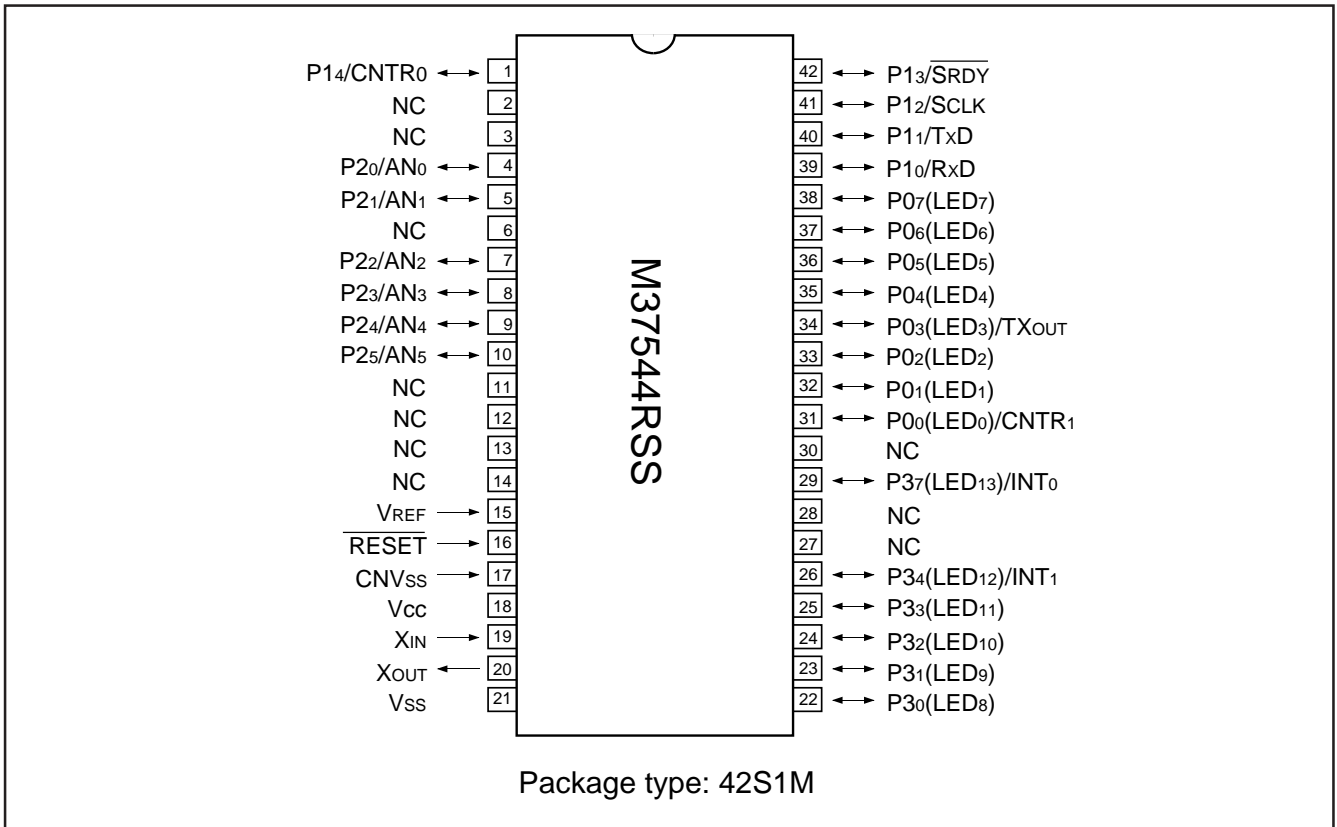 P14/CNTR0 1 42 P13/SRDY
NC 2 41 P12/SCLK
NC 3 40 P11/TxD
P20/AN0 4 39 P10/RxD
P21/AN1 5 38 P07(LED7)
NC 6 37 P06(LED6)
P22/AN2 7 36 P05(LED5)
P23/AN3 8 35 P04(LED4)
P24/AN4 9 34 P03(LED3)/TXOUT
P25/AN5 10 33 P02(LED2)
NC 11 32 P01(LED1)
NC 12 31 P00(LED0)/CNTR1
NC 13 30 NC
NC 14 29 P37(LED13)/INT0
VREF 15 28 NC
RESET 16 27 NC
CNVSS 17 26 P34(LED12)/INT1
Vcc 18 25 P33(LED11)
XIN 19 24 P32(LED10)
XOUT 20 23 P31(LED9)
VSS 21 22 P30(LED8)
M37544RSS
Package type: 42S1M